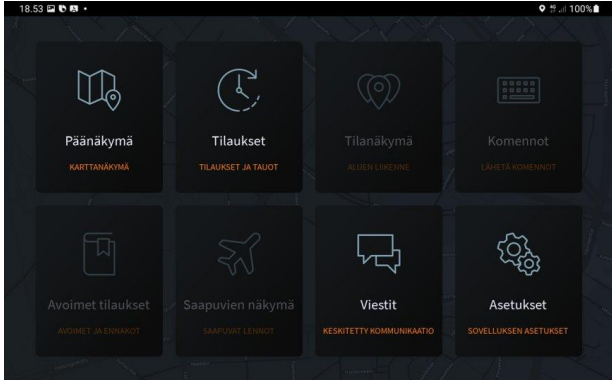 18.53
100%
Päänäkymä
KARTTANÄKYMÄ
Tilaukset
TILAUKSET JA TAUOT
Tilanäkymä
ALUEN LIIKENNE
Komennot
LÄHETÄ KOMENNOT
Avoimet tilaukset
AVOIMET JA ENNAKOT
Saapuvien näkymä
SAAPUVAT LENNOT
Viestit
KESKITETTY KOMMUNIKAATIO
Asetukset
SOVELLUKSEN ASETUKSET